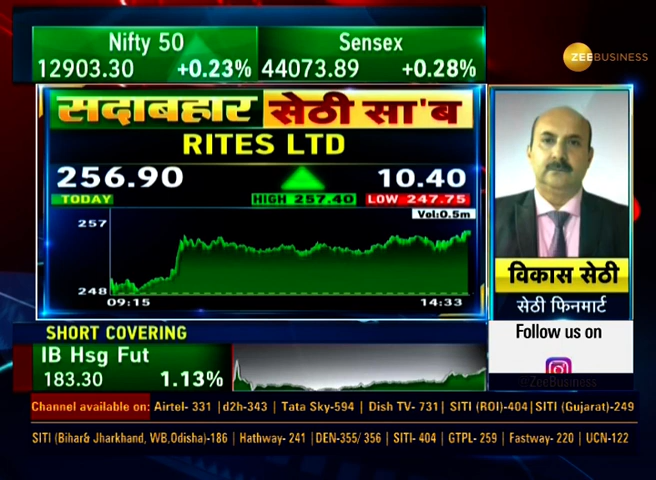 Nifty 50
12903.30 +0.23%
Sensex
44073.89 +0.28%
ZEEBUSINESS
सदाबहार सेठी सा'ब
RITES LTD
256.90 10.40
TODAY HIGH 257.40 LOW 247.75
Vol:0.5m
257
248
09:15 14:33
विकास सेठी
सेठी फिनमार्ट
Follow us on
@ZeeBusiness
SHORT COVERING
IB Hsg Fut
183.30 1.13%
Channel available on: Airtel- 331 | d2h-343 | Tata Sky-594 | Dish TV- 731| SITI (ROI)-404| SITI (Gujarat)-249
SITI (Bihar& Jharkhand, WB,Odisha)-186 | Hathway- 241 |DEN-355/ 356 | SITI- 404 | GTPL- 259 | Fastway- 220 | UCN-122